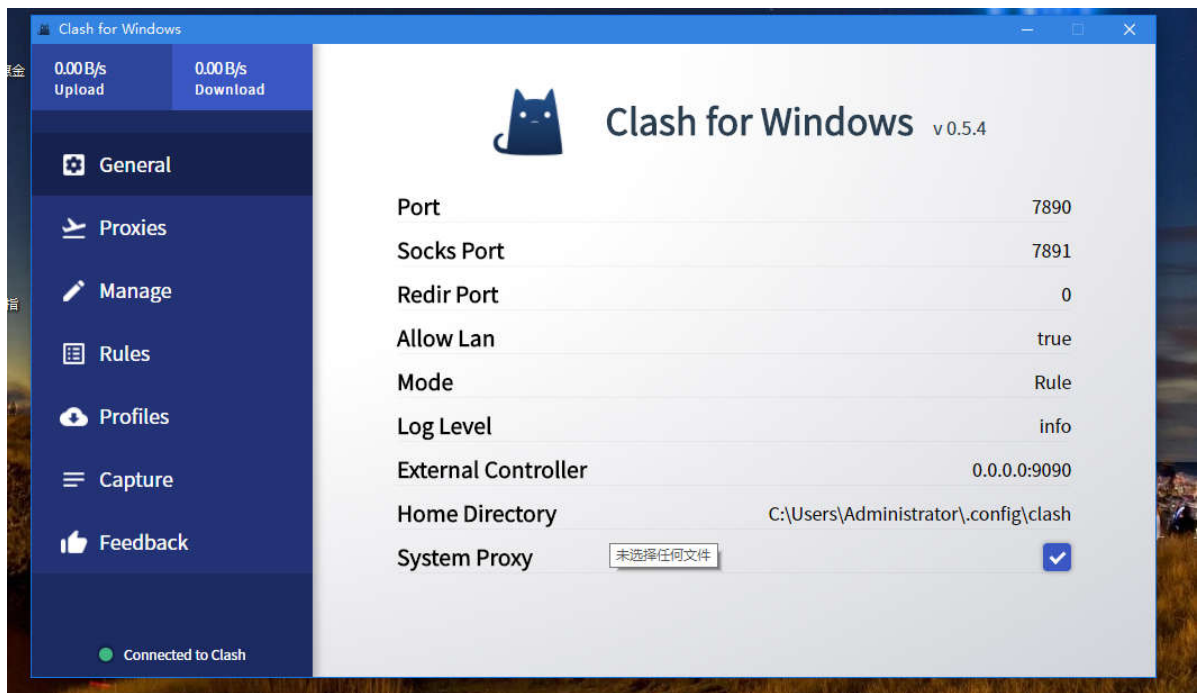 Clash for Windows
0.00 B/s
Upload
0.00 B/s
Download
General
Proxies
Manage
Rules
Profiles
Capture
Feedback
Connected to Clash
Clash for Windows v 0.5.4
Port 7890
Socks Port 7891
Redir Port 0
Allow Lan true
Mode Rule
Log Level info
External Controller 0.0.0.0:9090
Home Directory C:\Users\Administrator\.config\clash
System Proxy 未选择任何文件
金
指